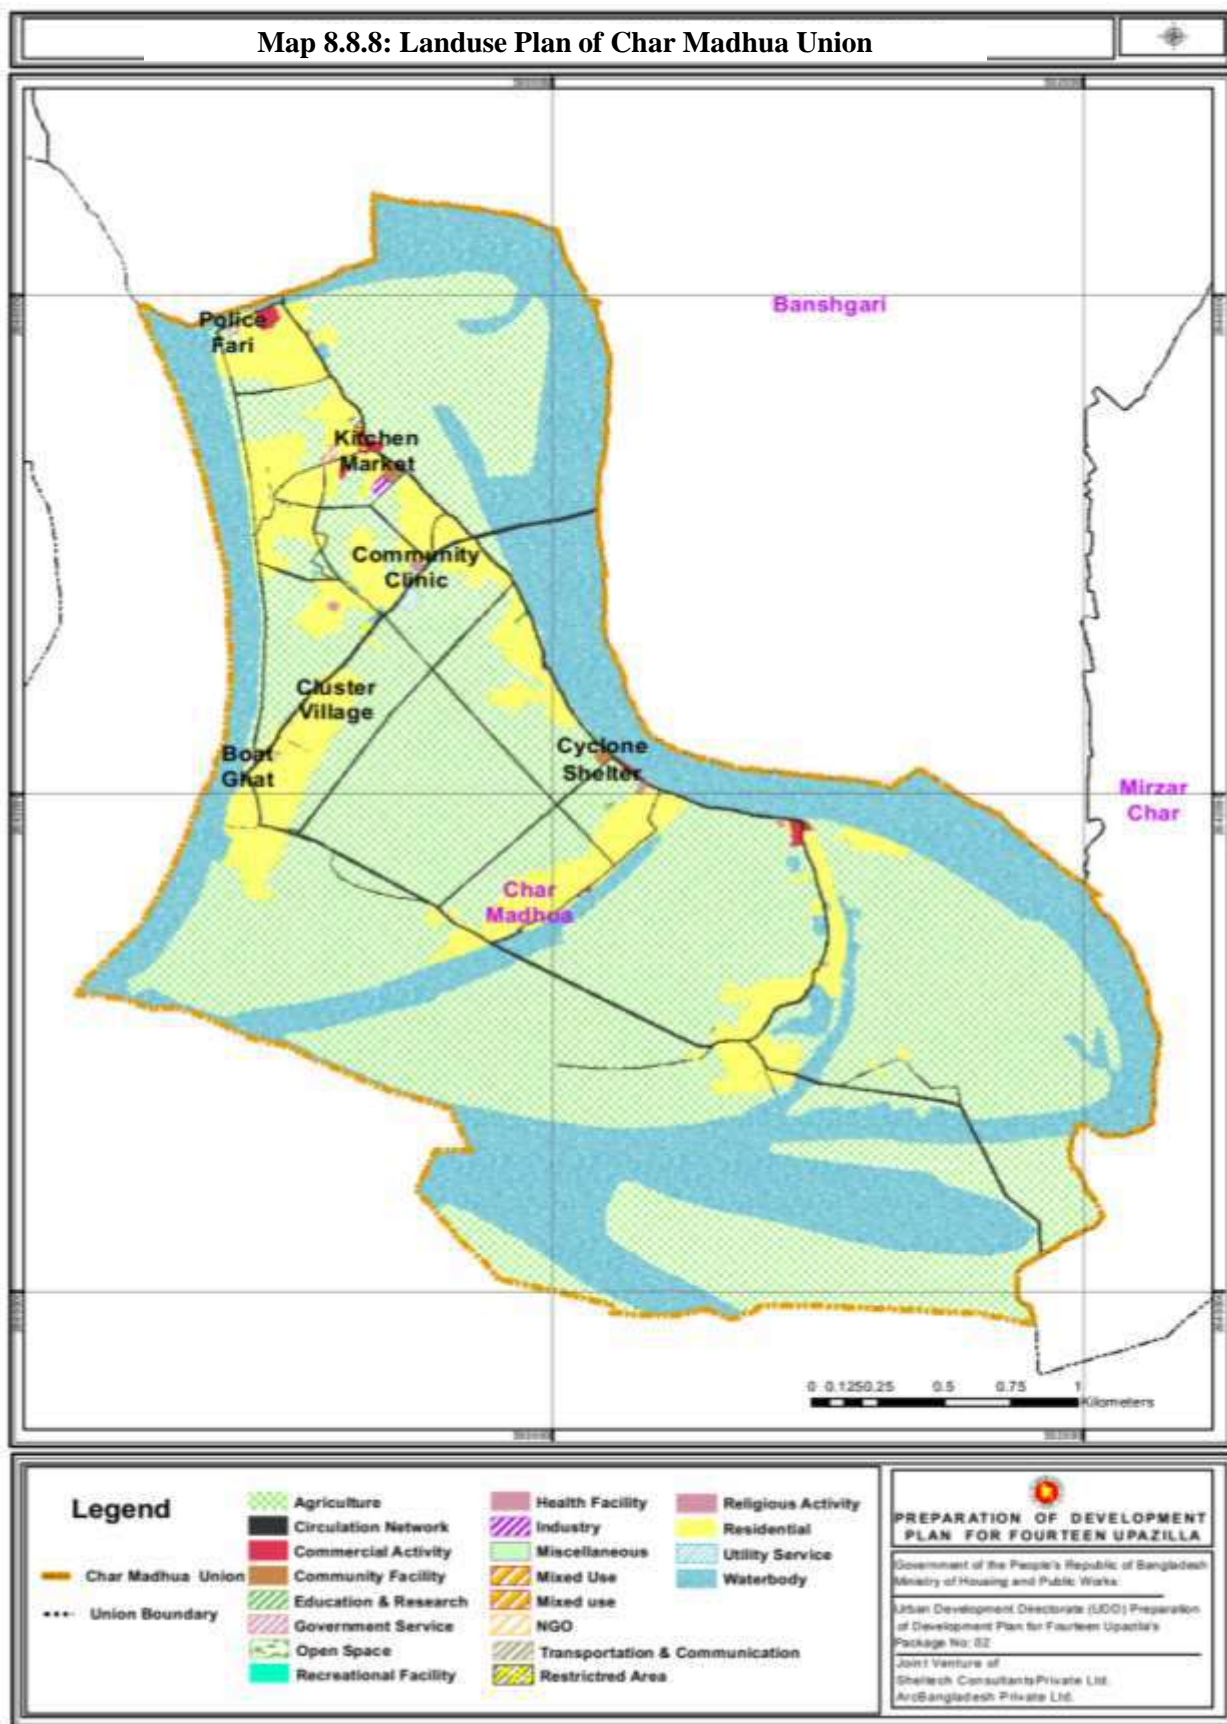 Map 8.8.8: Landuse Plan of Char Madhua Union
Banshgari
Police
Fari
Kitchen
Market
Community
Clinic
Cluster
Village
Boat
Ghat
Cyclone
Shelter
Mirzar
Char
Char
Madhoa
0 0.125 0.25 0.5 0.75 1
Kilometers
Legend
Char Madhua Union
Union Boundary
Agriculture
Circulation Network
Commercial Activity
Community Facility
Education & Research
Government Service
Open Space
Recreational Facility
Health Facility
Industry
Miscellaneous
Mixed Use
Mixed use
NGO
Transportation & Communication
Restrictred Area
Religious Activity
Residential
Utility Service
Waterbody
PREPARATION OF DEVELOPMENT
PLAN FOR FOURTEEN UPAZILLA
Government of the People's Republic of Bangladesh
Ministry of Housing and Public Works
Urban Development Directorate (UDD) Preparation
of Development Plan for Fourteen Upazila's
Package No: 02
Joint Venture of
Sheltech Consultants Private Ltd.
ArcBangladesh Private Ltd.